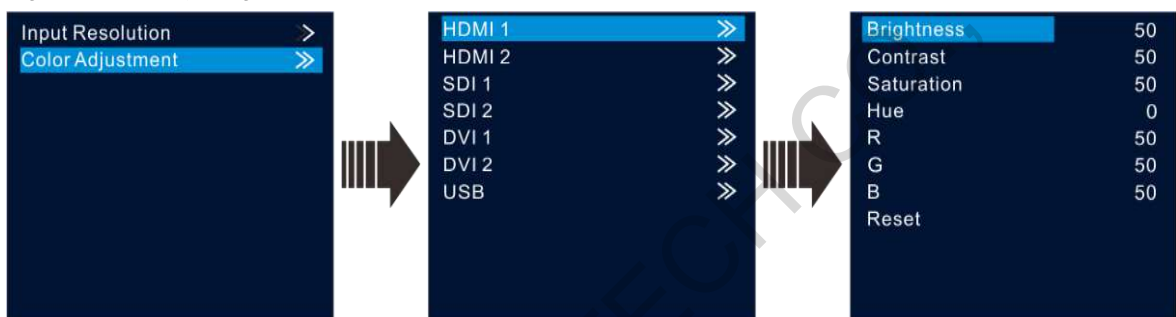 Input Resolution
Color Adjustment
HDMI 1
HDMI 2
SDI 1
SDI 2
DVI 1
DVI 2
USB
Brightness 50
Contrast 50
Saturation 50
Hue 0
R 50
G 50
B 50
Reset